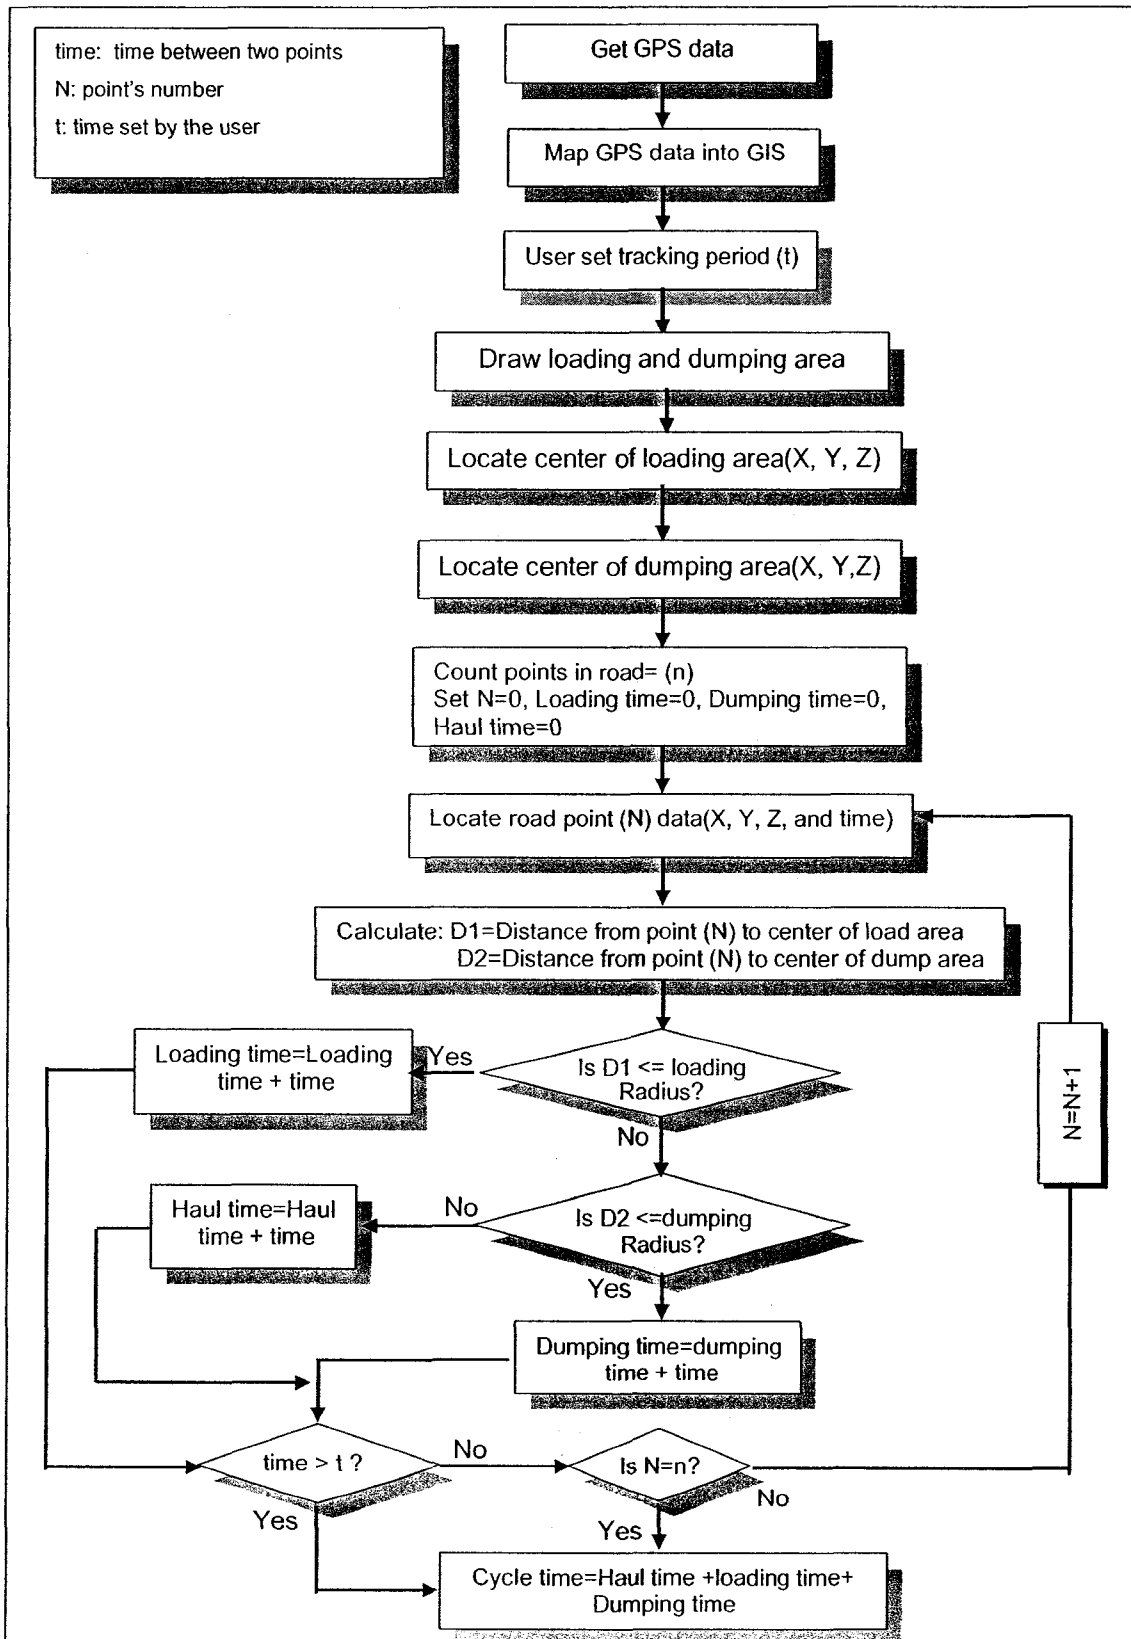 time: time between two points
N: point's number
t: time set by the user
Get GPS data
Map GPS data into GIS
User set tracking period (t)
Draw loading and dumping area
Locate center of loading area(X, Y, Z)
Locate center of dumping area(X, Y,Z)
Count points in road= (n)
Set N=0, Loading time=0, Dumping time=0,
Haul time=0
Locate road point (N) data(X, Y, Z, and time)
Calculate: D1=Distance from point (N) to center of load area
D2=Distance from point (N) to center of dump area
Is D1 <= loading
Radius?
Yes
Loading time=Loading
time + time
No
N=N+1
Is D2 <=dumping
Radius?
No
Haul time=Haul
time + time
Yes
Dumping time=dumping
time + time
time > t ?
No
Is N=n?
No
Yes
Yes
Cycle time=Haul time +loading time+
Dumping time